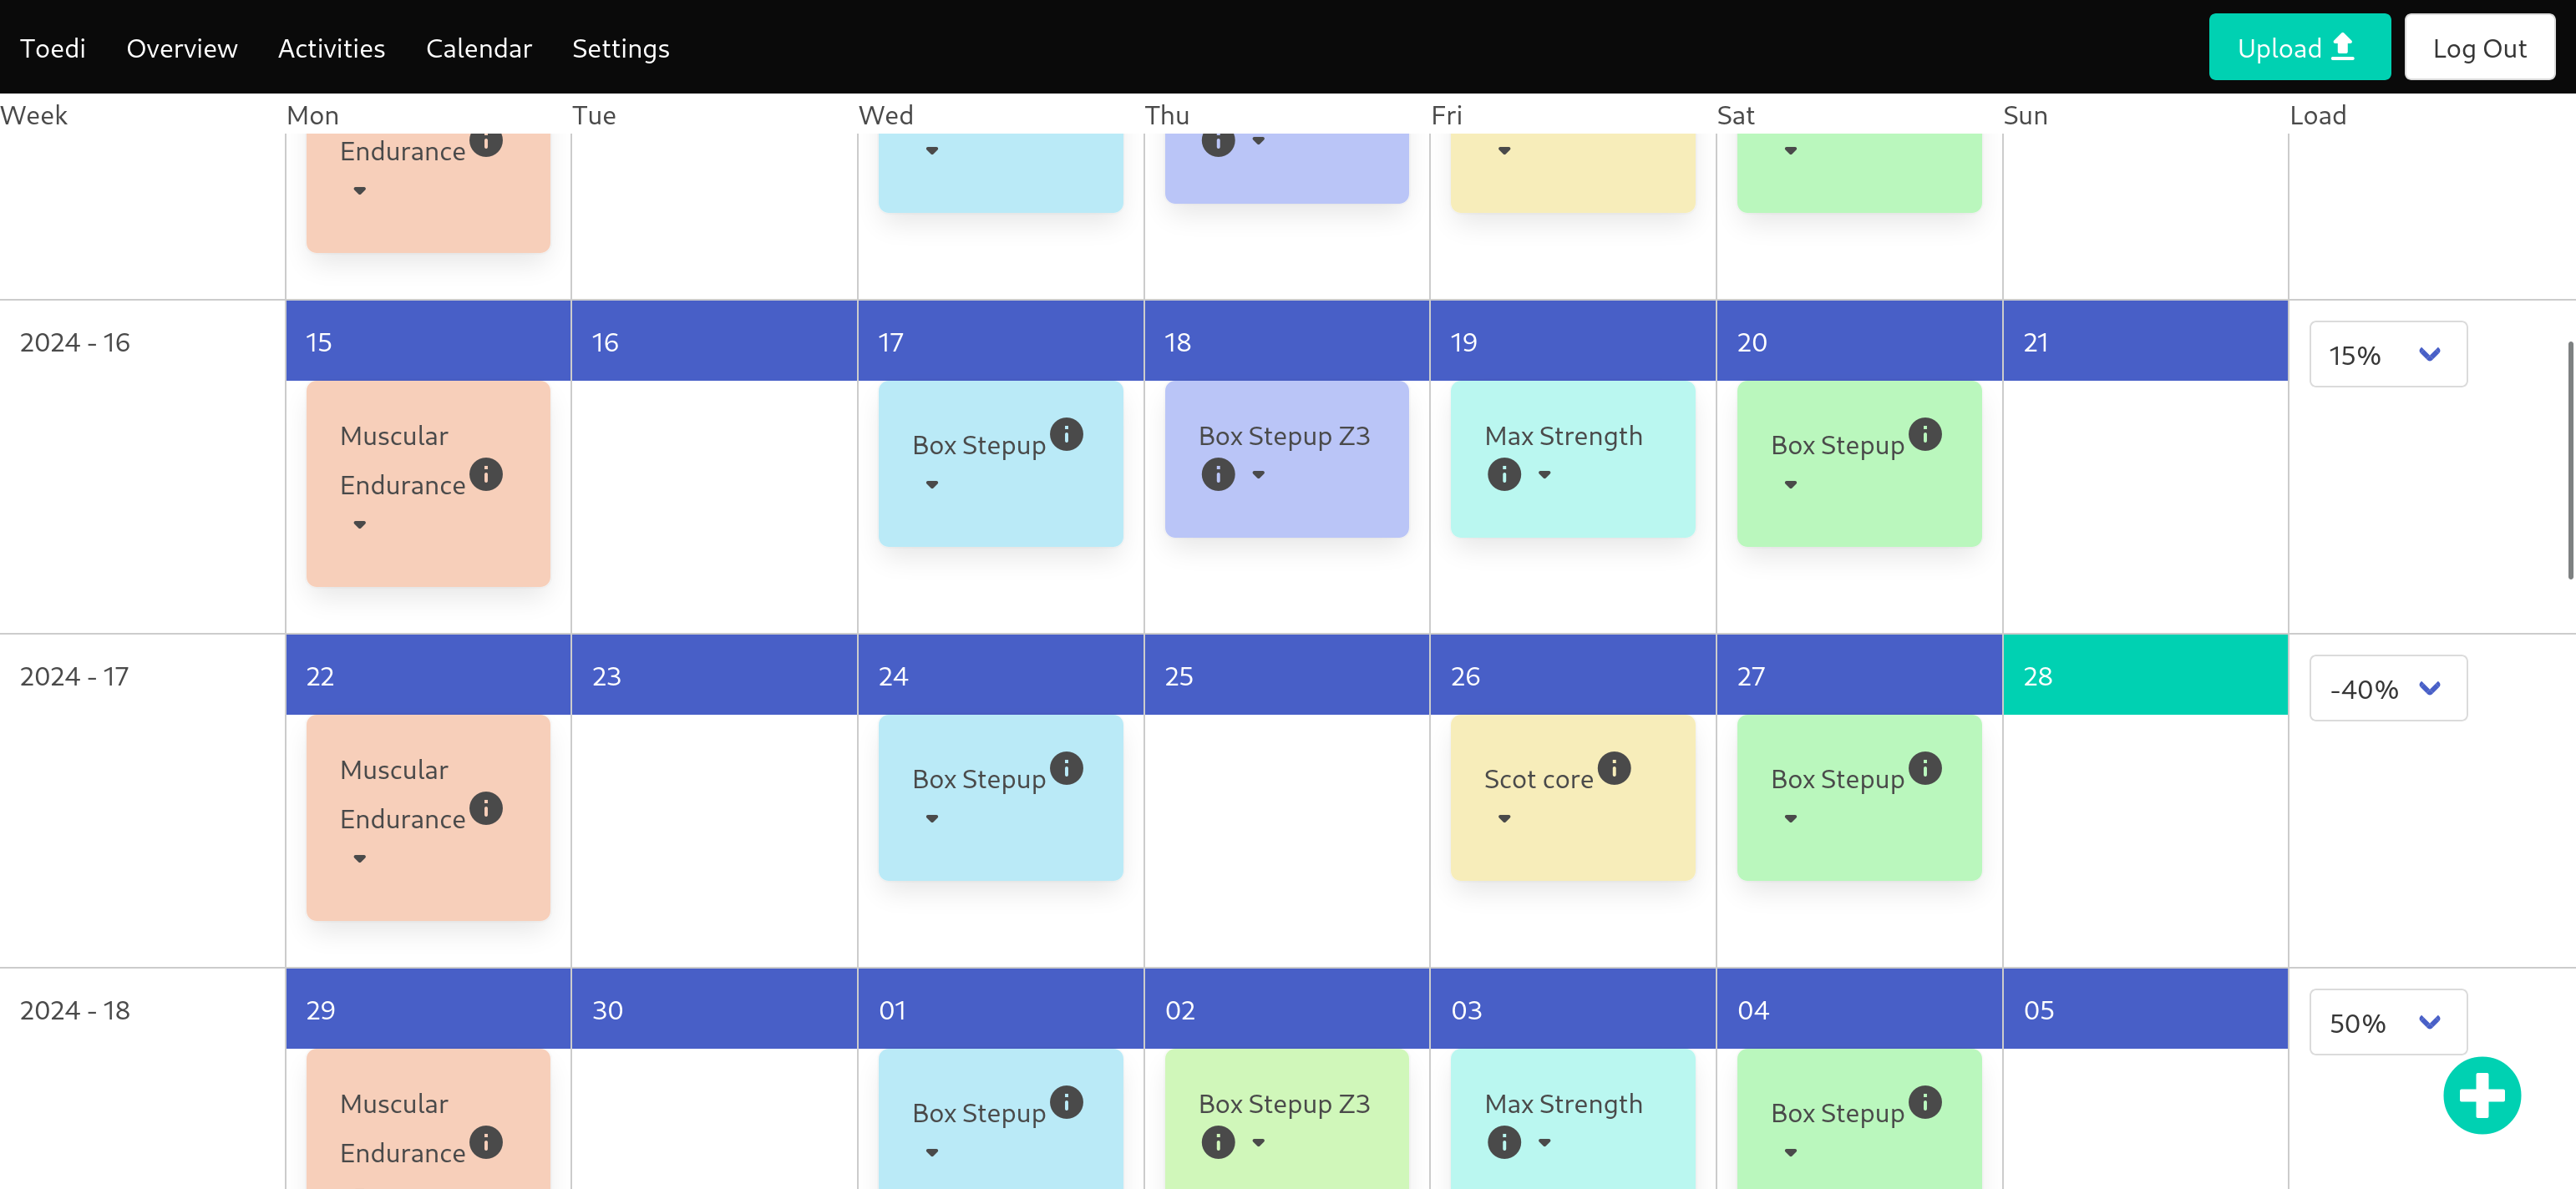 Toedi Overview Activities Calendar Settings Upload Log Out
Week Mon Tue Wed Thu Fri Sat Sun Load
Endurance
2024 - 16 15 16 17 18 19 20 21 15%
Muscular
Endurance
Box Stepup
Box Stepup Z3
Max Strength
Box Stepup
2024 - 17 22 23 24 25 26 27 28 -40%
Muscular
Endurance
Box Stepup
Scot core
Box Stepup
2024 - 18 29 30 01 02 03 04 05 50%
Muscular
Endurance
Box Stepup
Box Stepup Z3
Max Strength
Box Stepup